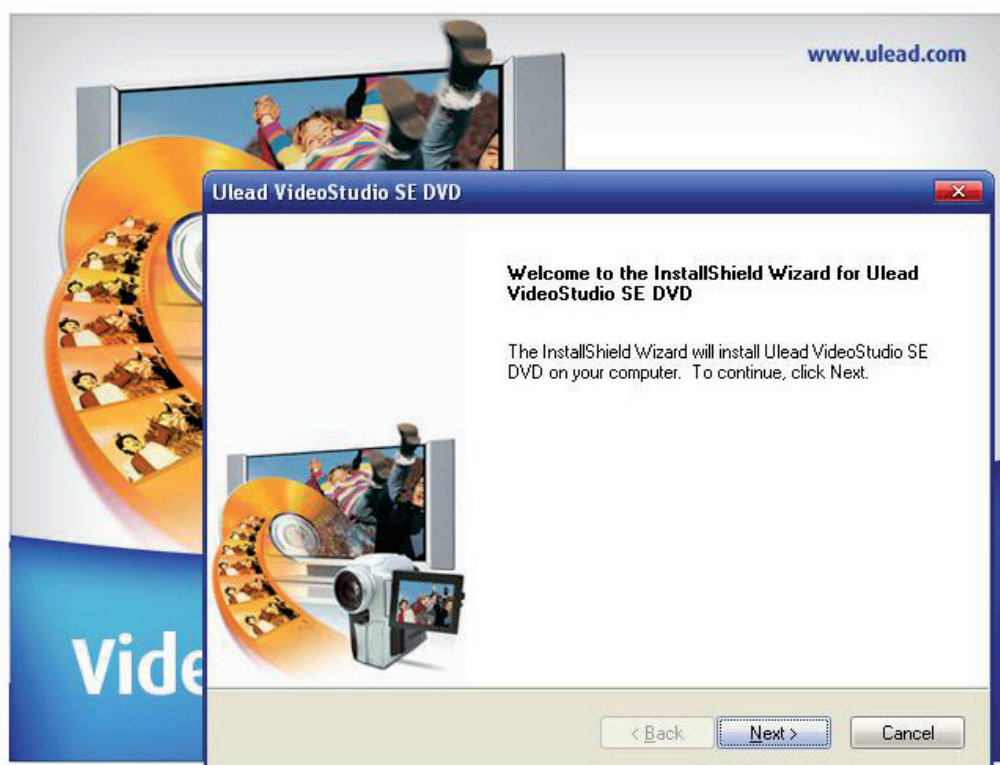 www.ulead.com
Ulead VideoStudio SE DVD
Welcome to the InstallShield Wizard for Ulead
VideoStudio SE DVD
The InstallShield Wizard will install Ulead VideoStudio SE
DVD on your computer. To continue, click Next.
Vide
< Back
Next >
Cancel